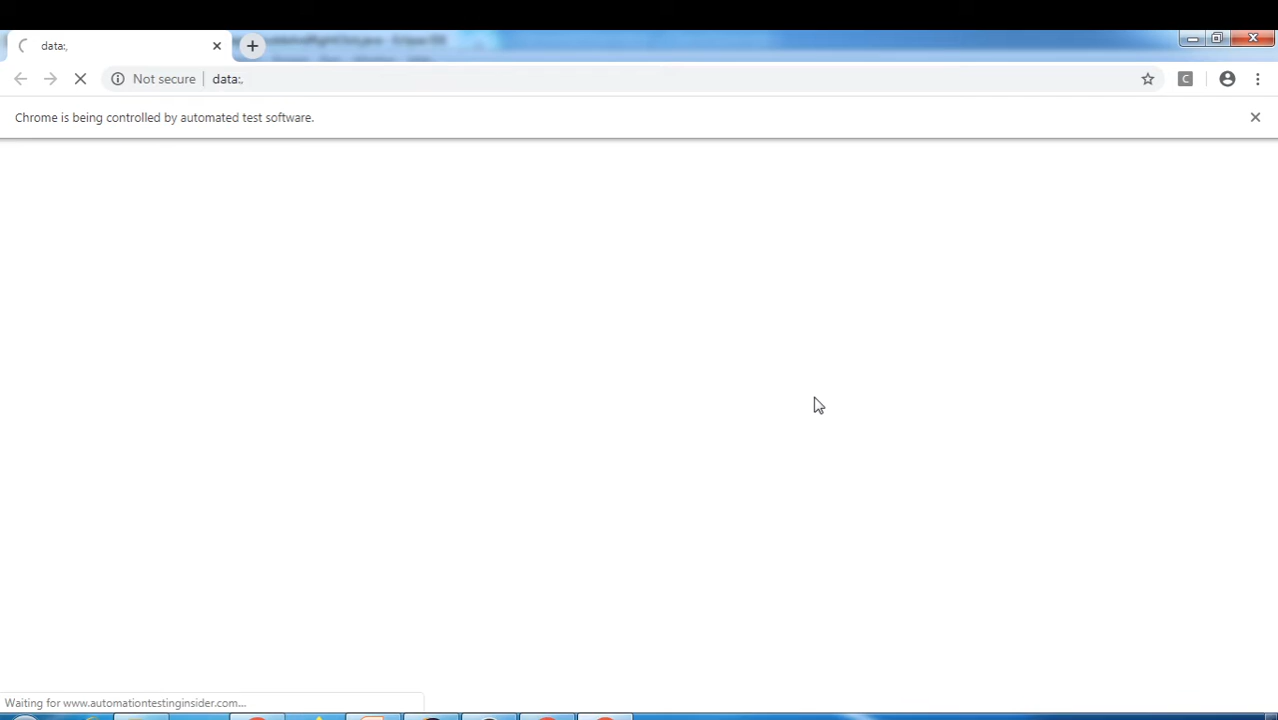 data:,
Not secure
data:,
C
Chrome is being controlled by automated test software.
Waiting for www.automationtestinginsider.com...